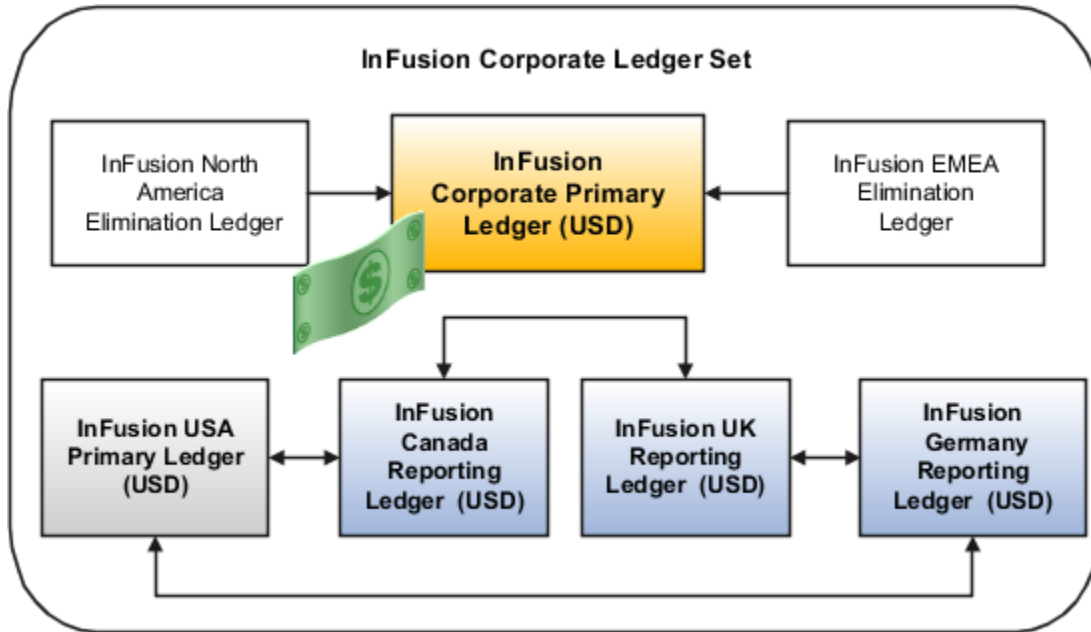 InFusion Corporate Ledger Set
InFusion North
America
Elimination Ledger
InFusion
Corporate Primary
Ledger (USD)
InFusion EMEA
Elimination
Ledger
$
InFusion USA
Primary Ledger
(USD)
InFusion
Canada
Reporting
Ledger (USD)
InFusion UK
Reporting
Ledger (USD)
InFusion
Germany
Reporting
Ledger (USD)